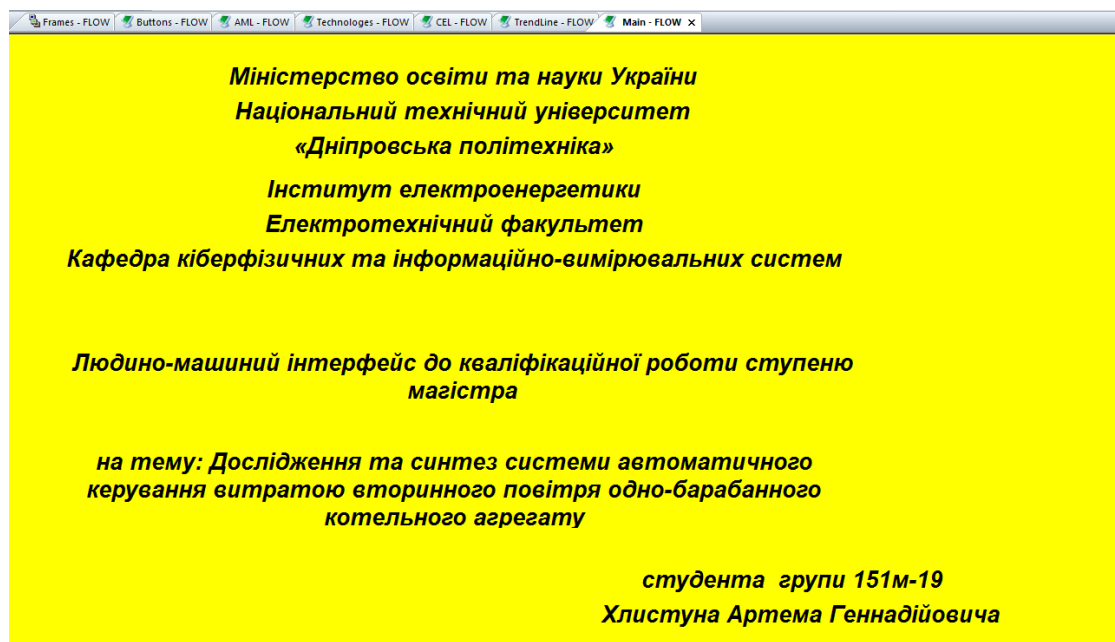 Frames - FLOW Buttons - FLOW AML - FLOW Technologes - FLOW CEL - FLOW TrendLine - FLOW Main - FLOW ×
Міністерство освіти та науки України
Національний технічний університет
«Дніпровська політехніка»
Інститут електроенергетики
Електротехнічний факультет
Кафедра кіберфізичних та інформаційно-вимірювальних систем
Людино-машиний інтерфейс до кваліфікаційної роботи ступеню
магістра
на тему: Дослідження та синтез системи автоматичного
керування витратою вторинного повітря одно-барабанного
котельного агрегату
студента групи 151м-19
Хлистуна Артема Геннадійовича